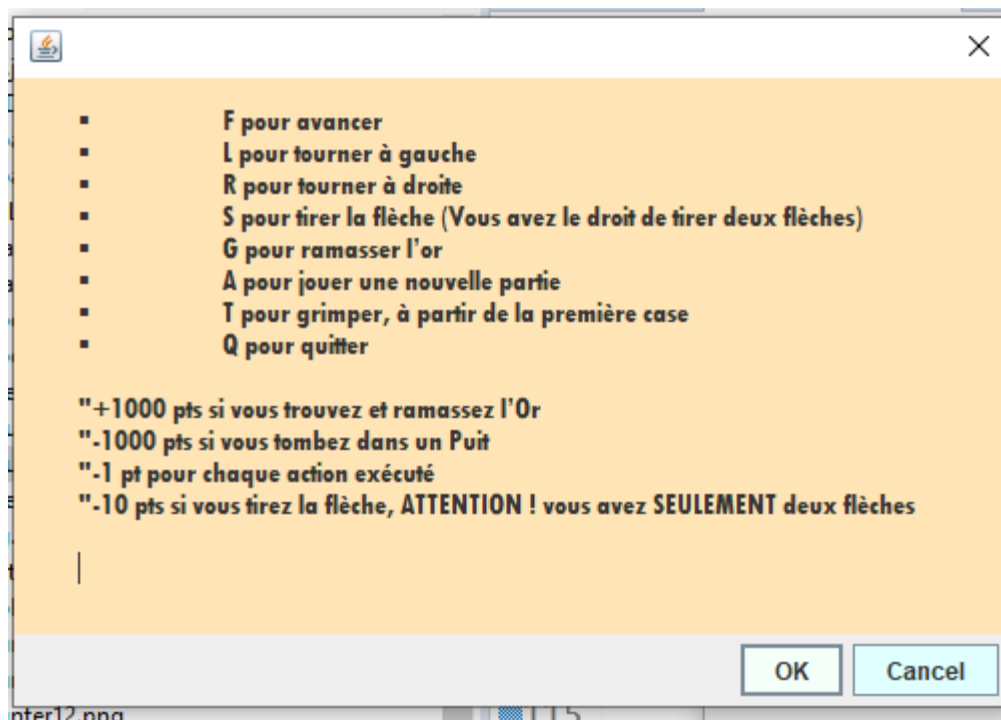 ▪ F pour avancer
▪ L pour tourner à gauche
▪ R pour tourner à droite
▪ S pour tirer la flèche (Vous avez le droit de tirer deux flèches)
▪ G pour ramasser l'or
▪ A pour jouer une nouvelle partie
▪ T pour grimper, à partir de la première case
▪ Q pour quitter
"+1000 pts si vous trouvez et ramassez l'Or
"-1000 pts si vous tombez dans un Puit
"-1 pt pour chaque action exécuté
"-10 pts si vous tirez la flèche, ATTENTION ! vous avez SEULEMENT deux flèches
OK Cancel
nter12.png